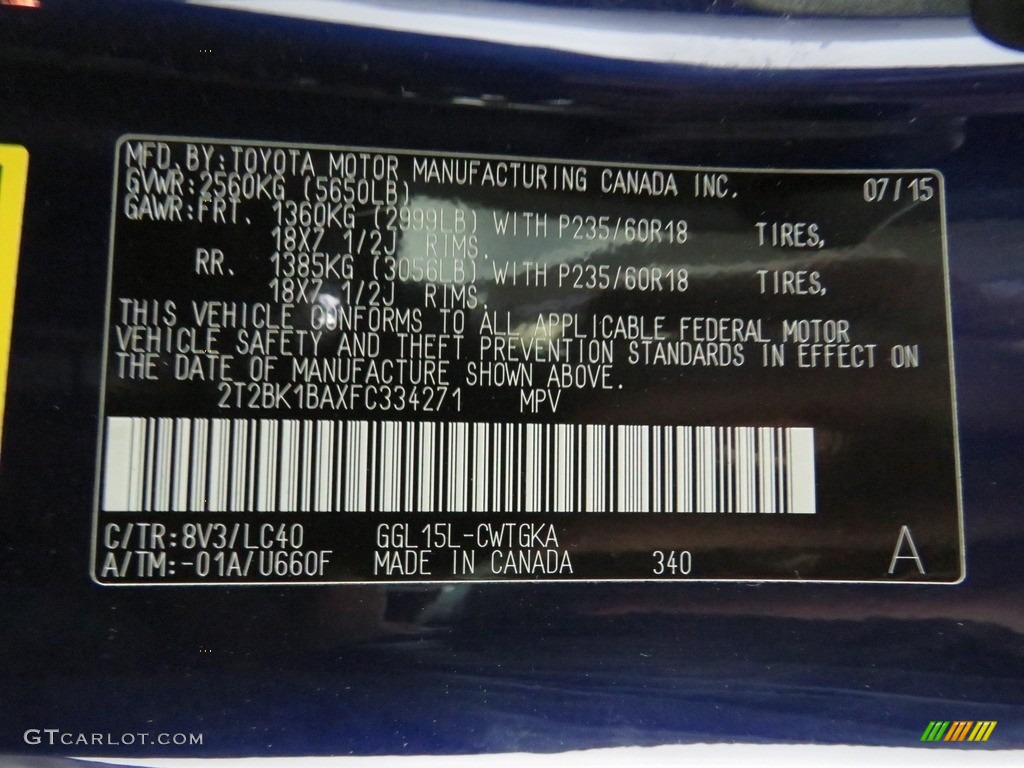 MFD. BY: TOYOTA MOTOR MANUFACTURING CANADA INC. 07/15
GVWR: 2560KG (5650LB)
GAWR: FRT. 1360KG (2999LB) WITH P235/60R18 TIRES,
18X7 1/2J RIMS.
RR. 1385KG (3056LB) WITH P235/60R18 TIRES,
18X7 1/2J RIMS.
THIS VEHICLE CONFORMS TO ALL APPLICABLE FEDERAL MOTOR
VEHICLE SAFETY AND THEFT PREVENTION STANDARDS IN EFFECT ON
THE DATE OF MANUFACTURE SHOWN ABOVE.
2T2BK1BAXFC334271 MPV
C/TR: 8V3/LC40 GGL15L-CWTGKA
A/TM: -01A/U660F MADE IN CANADA 340 A
GTCARLOT.COM